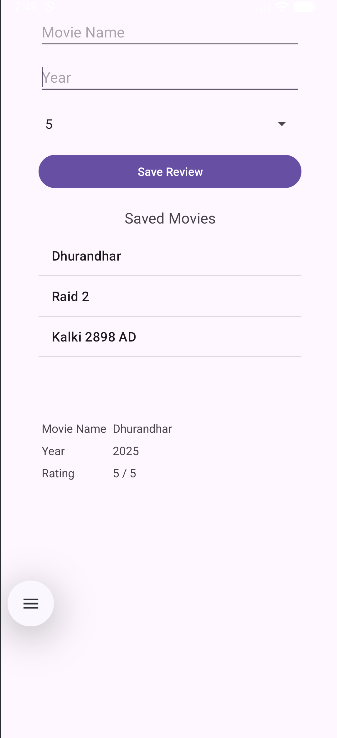 Movie Name
Year
5
Save Review
Saved Movies
Dhurandhar
Raid 2
Kalki 2898 AD
Movie Name Dhurandhar
Year 2025
Rating 5 / 5